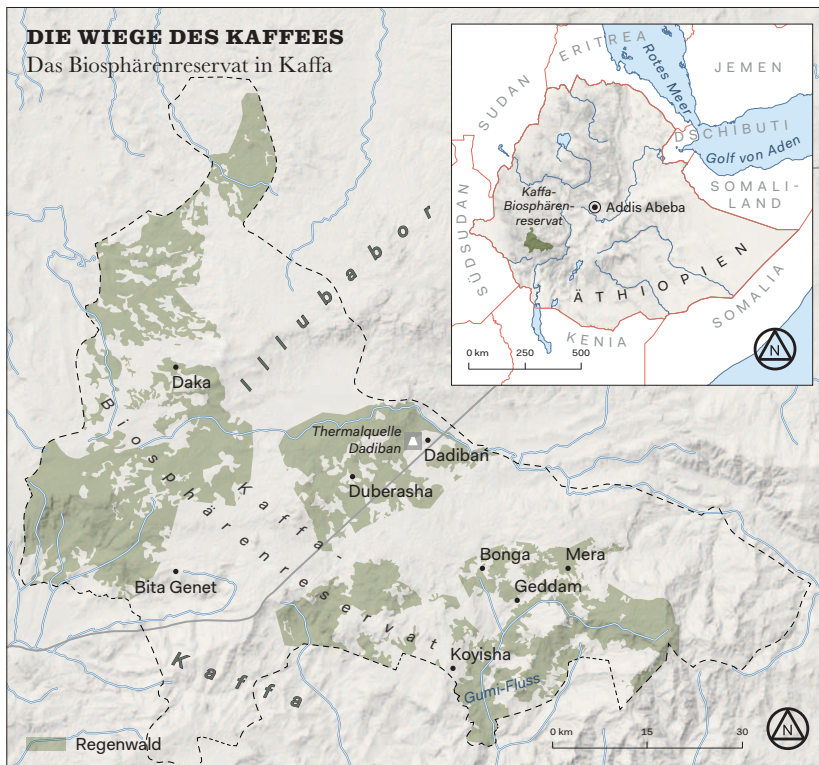 DIE WIEGE DES KAFFEES
Das Biosphärenreservat in Kaffa
ERITREA
Rotes Meer
JEMEN
SUDAN
DSCHIBUTI
Golf von Aden
SOMALI-
LAND
Kaffa-
Biosphären-
reservat
Addis Abeba
SÜDSUDAN
ÄTHIOPIEN
SOMALIA
KENIA
0 km 250 500
N
Illubabor
Daka
Biosphärenreservat
Kaffa-
Thermalquelle
Dadiban
Dadiban
Duberasha
Bita Genet
Bonga
Mera
Geddam
Koyisha
Kaffa
Gumi-Fluss
Regenwald
0 km 15 30
N